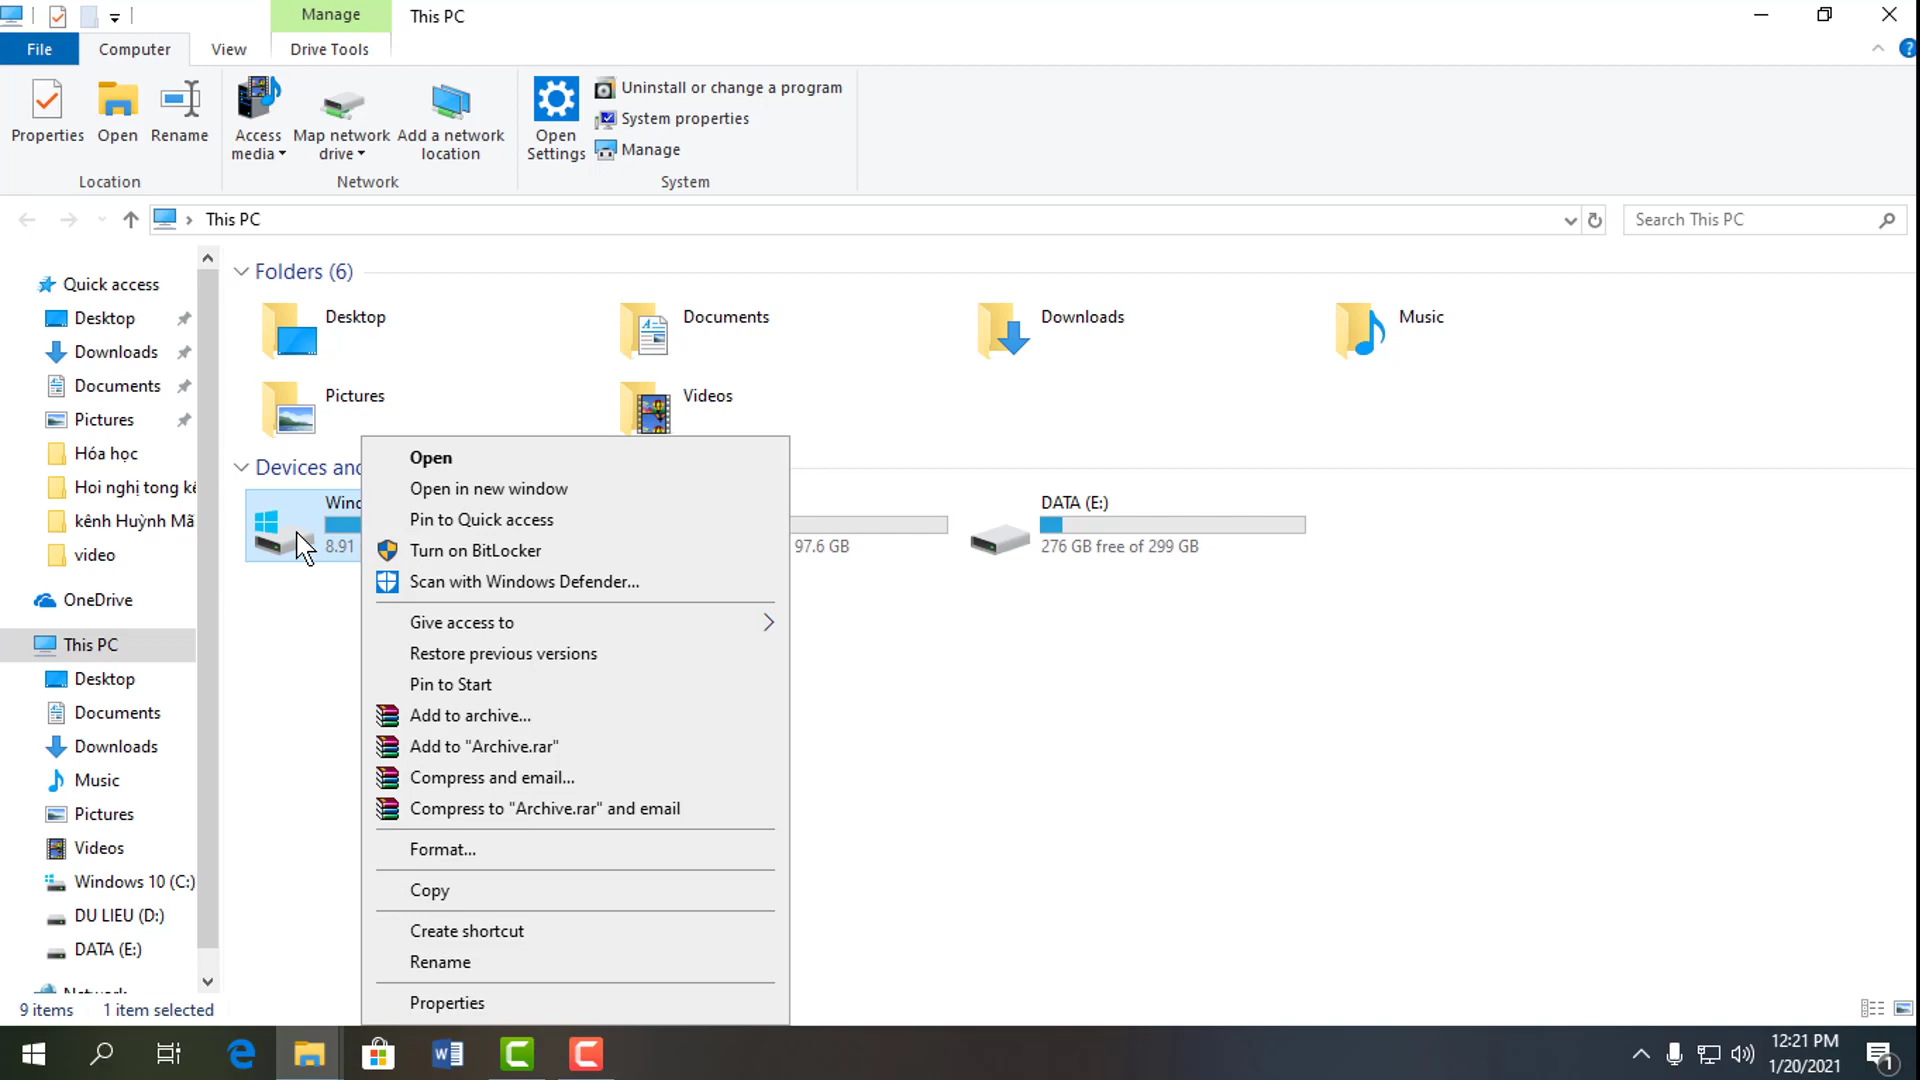 Manage
This PC
File
Computer
View
Drive Tools
Properties
Open
Rename
Access media
Map network drive
Add a network location
Open Settings
Uninstall or change a program
System properties
Manage
Location
Network
System
This PC
Search This PC
Quick access
Desktop
Downloads
Documents
Pictures
Hóa học
Hoi nghị tong kế
kênh Huỳnh Mã
video
OneDrive
This PC
Desktop
Documents
Downloads
Music
Pictures
Videos
Windows 10 (C:)
DU LIEU (D:)
DATA (E:)
Network
Folders (6)
Desktop
Documents
Downloads
Music
Pictures
Videos
Devices and
Wind
8.91
97.6 GB
DATA (E:)
276 GB free of 299 GB
Open
Open in new window
Pin to Quick access
Turn on BitLocker
Scan with Windows Defender...
Give access to
Restore previous versions
Pin to Start
Add to archive...
Add to "Archive.rar"
Compress and email...
Compress to "Archive.rar" and email
Format...
Copy
Create shortcut
Rename
Properties
9 items
1 item selected
12:21 PM
1/20/2021
1